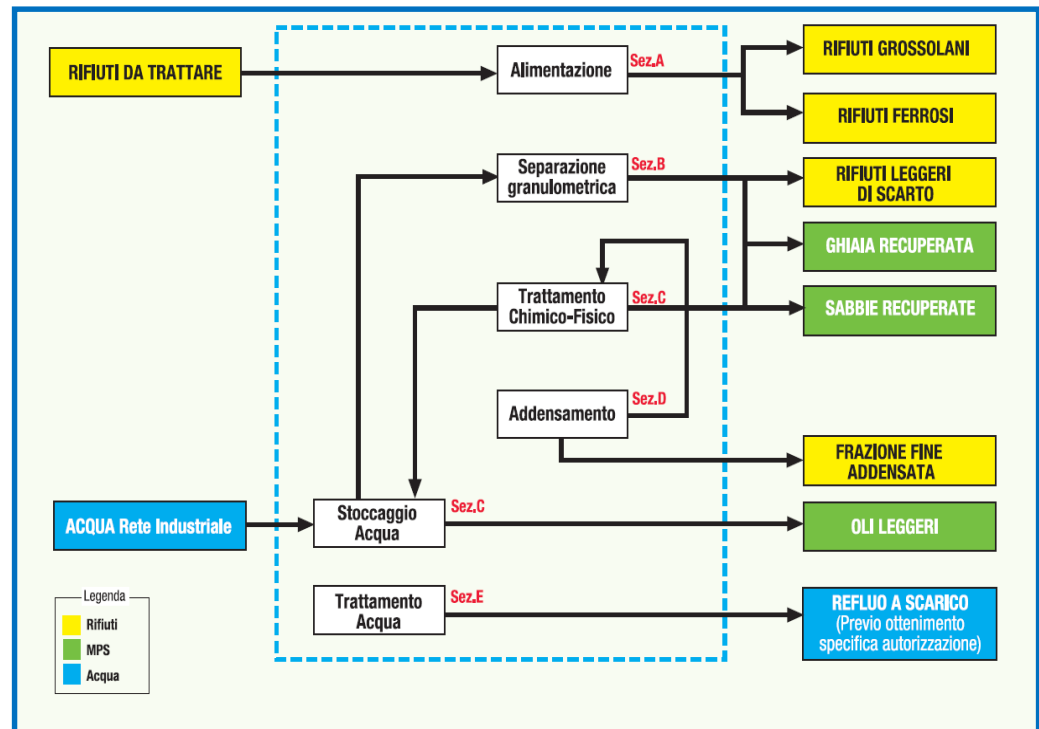 RIFIUTI DA TRATTARE
Alimentazione
Sez.A
RIFIUTI GROSSOLANI
RIFIUTI FERROSI
Separazione
granulometrica
Sez.B
RIFIUTI LEGGERI
DI SCARTO
GHIAIA RECUPERATA
Trattamento
Chimico-Fisico
Sez.C
SABBIE RECUPERATE
Addensamento
Sez.D
FRAZIONE FINE
ADDENSATA
ACQUA Rete Industriale
Stoccaggio
Acqua
Sez.C
OLI LEGGERI
Trattamento
Acqua
Sez.E
REFLUO A SCARICO
(Previo ottenimento
specifica autorizzazione)
Legenda
Rifiuti
MPS
Acqua